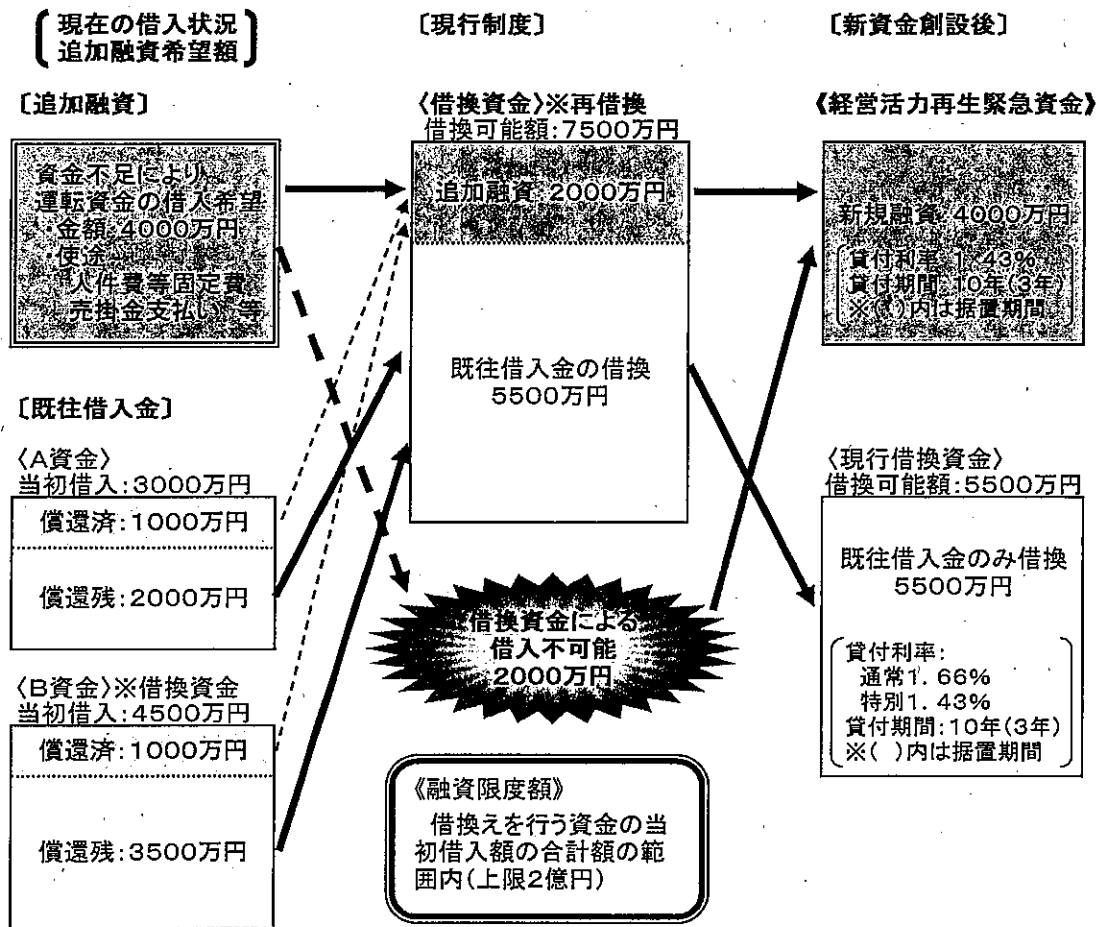 現在の借入状況
追加融資希望額
〔追加融資〕
資金不足により
運転資金の借入希望
・金額:4000万円
・使途
人件費等固定費
売掛金支払い 等
〔既往借入金〕
〈A資金〉
当初借入:3000万円
償還済:1000万円
償還残:2000万円
〈B資金〉※借換資金
当初借入:4500万円
償還済:1000万円
償還残:3500万円
〔現行制度〕
〈借換資金〉※再借換
借換可能額:7500万円
追加融資:2000万円
既往借入金の借換
5500万円
借換資金による
借入不可能
2000万円
《融資限度額》
借換えを行う資金の当
初借入額の合計額の範
囲内(上限2億円)
〔新資金創設後〕
《経営活力再生緊急資金》
新規融資:4000万円
貸付利率:1.43%
貸付期間:10年(3年)
※( )内は据置期間
〈現行借換資金〉
借換可能額:5500万円
既往借入金のみ借換
5500万円
貸付利率:
通常1.66%
特別1.43%
貸付期間:10年(3年)
※( )内は据置期間